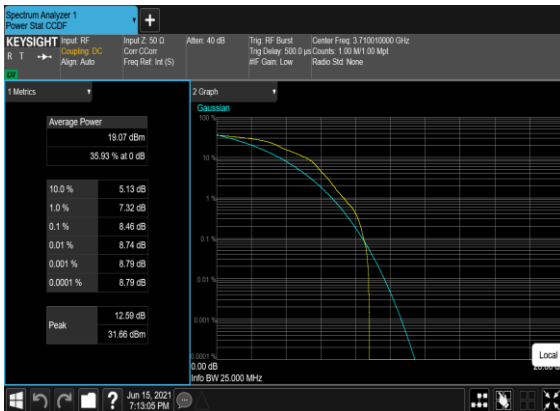 Spectrum Analyzer 1
Power Stat CCDF
KEYSIGHT
R T
LXI
Input: RF
Coupling: DC
Align: Auto
Input Z: 50 Ω
Corr CCorr
Freq Ref: Int (S)
Atten: 40 dB
Trig: RF Burst
Trig Delay: 500.0 µs
#IF Gain: Low
Center Freq: 3.710010000 GHz
Counts: 1.00 M/1.00 Mpt
Radio Std: None
1 Metrics
Average Power
19.07 dBm
35.93 % at 0 dB
10.0 % 5.13 dB
1.0 % 7.32 dB
0.1 % 8.46 dB
0.01 % 8.74 dB
0.001 % 8.79 dB
0.0001 % 8.79 dB
Peak
12.59 dB
31.66 dBm
2 Graph
Gaussian
100 %
10 %
1 %
0.1 %
0.01 %
0.001 %
0.0001 %
0.00 dB
Info BW 25.000 MHz
Local
Jun 15, 2021
7:13:05 PM